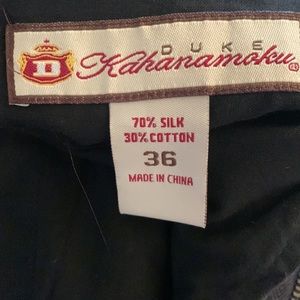 DUKE
Kahanamoku®
70% SILK
30% COTTON
36
MADE IN CHINA